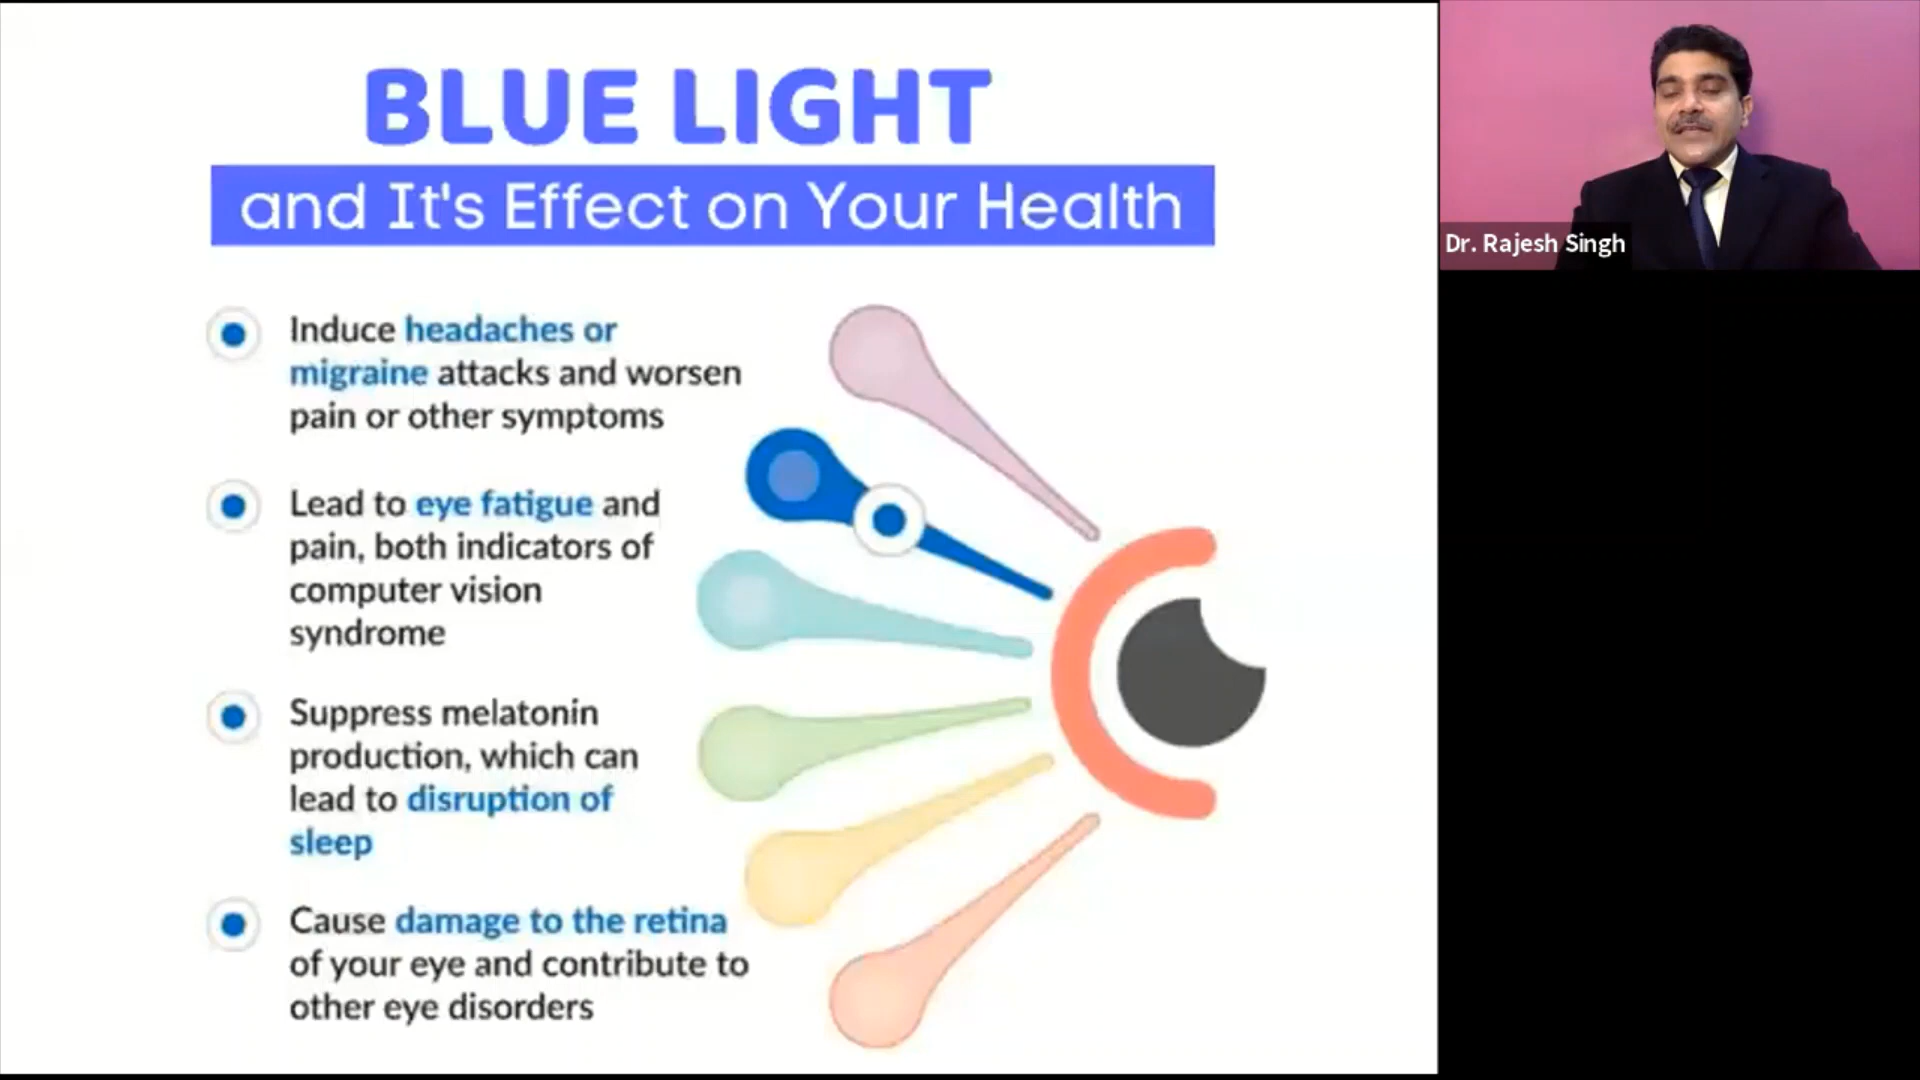 BLUE LIGHT
and It's Effect on Your Health
Induce headaches or
migraine attacks and worsen
pain or other symptoms
Lead to eye fatigue and
pain, both indicators of
computer vision
syndrome
Suppress melatonin
production, which can
lead to disruption of
sleep
Cause damage to the retina
of your eye and contribute to
other eye disorders
Dr. Rajesh Singh